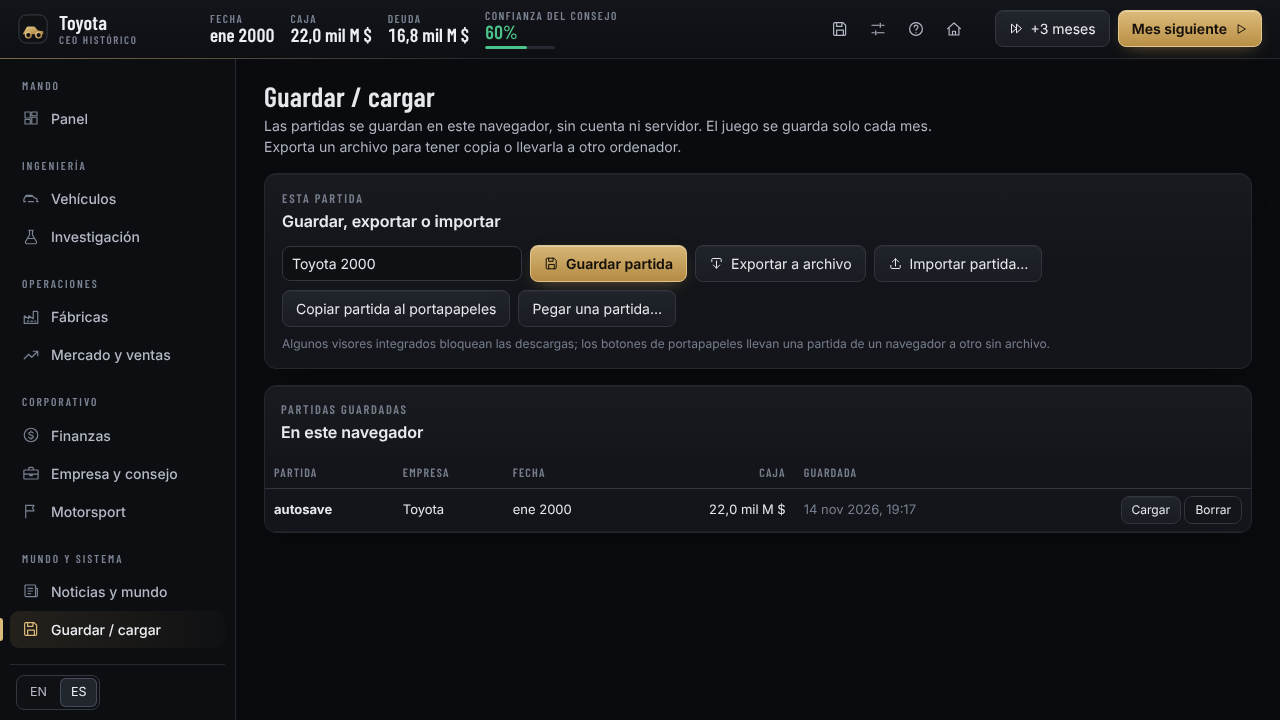 Toyota
CEO HISTÓRICO
FECHA
ene 2000
CAJA
22,0 mil M $
DEUDA
16,8 mil M $
CONFIANZA DEL CONSEJO
60%
+3 meses
Mes siguiente
MANDO
Panel
INGENIERÍA
Vehículos
Investigación
OPERACIONES
Fábricas
Mercado y ventas
CORPORATIVO
Finanzas
Empresa y consejo
Motorsport
MUNDO Y SISTEMA
Noticias y mundo
Guardar / cargar
EN ES
Guardar / cargar
Las partidas se guardan en este navegador, sin cuenta ni servidor. El juego se guarda solo cada mes.
Exporta un archivo para tener copia o llevarla a otro ordenador.
ESTA PARTIDA
Guardar, exportar o importar
Toyota 2000 Guardar partida Exportar a archivo Importar partida...
Copiar partida al portapapeles Pegar una partida...
Algunos visores integrados bloquean las descargas; los botones de portapapeles llevan una partida de un navegador a otro sin archivo.
PARTIDAS GUARDADAS
En este navegador
PARTIDA EMPRESA FECHA CAJA GUARDADA
autosave Toyota ene 2000 22,0 mil M $ 14 nov 2026, 19:17 Cargar Borrar